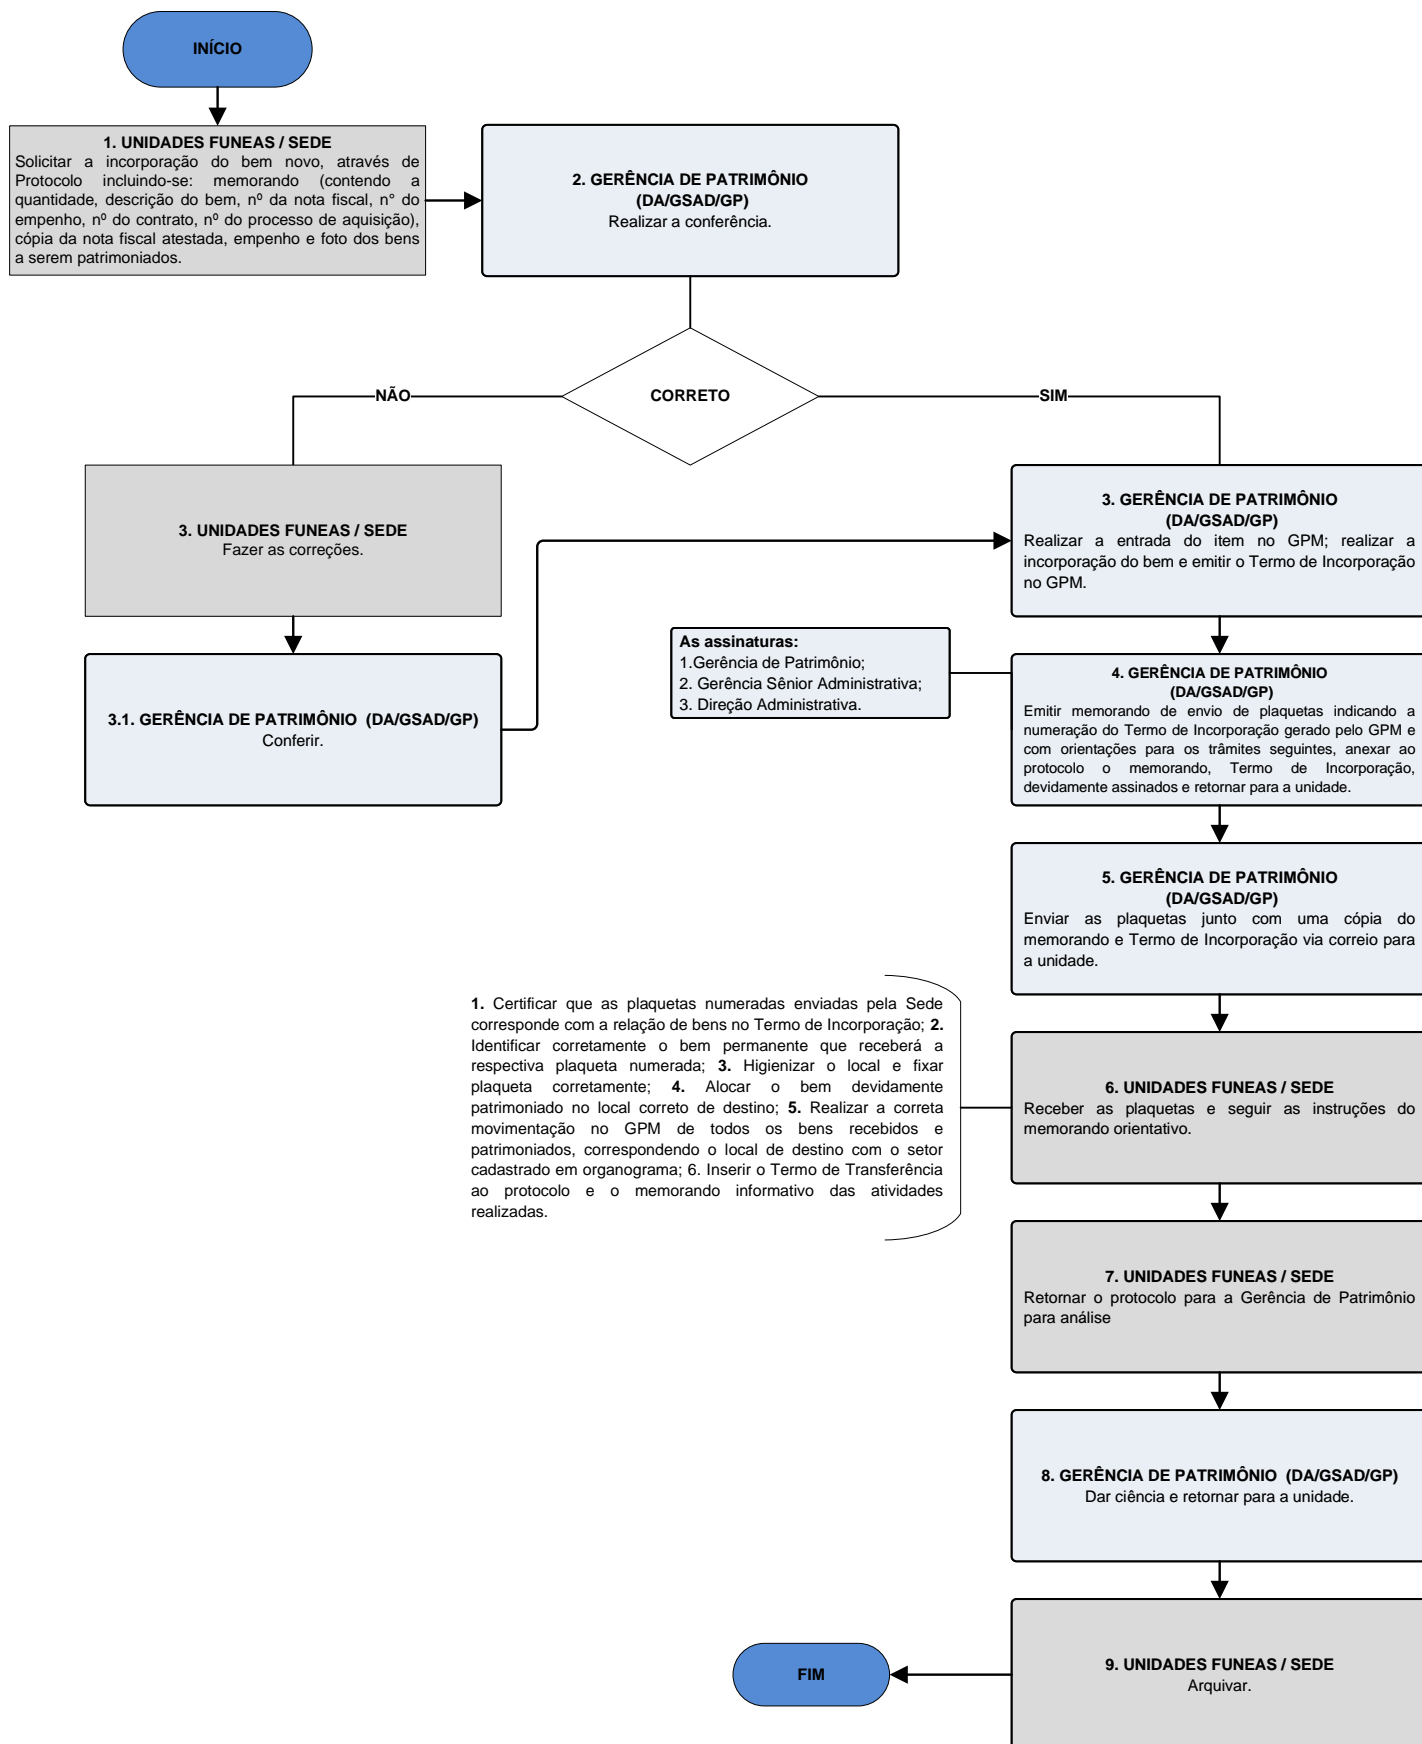 INÍCIO
1. UNIDADES FUNEAS / SEDE
Solicitar a incorporação do bem novo, através de
Protocolo incluindo-se: memorando (contendo a
quantidade, descrição do bem, nº da nota fiscal, n° do
empenho, nº do contrato, nº do processo de aquisição),
cópia da nota fiscal atestada, empenho e foto dos bens
a serem patrimoniados.
2. GERÊNCIA DE PATRIMÔNIO
(DA/GSAD/GP)
Realizar a conferência.
CORRETO
NÃO
SIM
3. UNIDADES FUNEAS / SEDE
Fazer as correções.
3.1. GERÊNCIA DE PATRIMÔNIO (DA/GSAD/GP)
Conferir.
3. GERÊNCIA DE PATRIMÔNIO
(DA/GSAD/GP)
Realizar a entrada do item no GPM; realizar a
incorporação do bem e emitir o Termo de Incorporação
no GPM.
As assinaturas:
1.Gerência de Patrimônio;
2. Gerência Sênior Administrativa;
3. Direção Administrativa.
4. GERÊNCIA DE PATRIMÔNIO
(DA/GSAD/GP)
Emitir memorando de envio de plaquetas indicando a
numeração do Termo de Incorporação gerado pelo GPM e
com orientações para os trâmites seguintes, anexar ao
protocolo o memorando, Termo de Incorporação,
devidamente assinados e retornar para a unidade.
5. GERÊNCIA DE PATRIMÔNIO
(DA/GSAD/GP)
Enviar as plaquetas junto com uma cópia do
memorando e Termo de Incorporação via correio para
a unidade.
1. Certificar que as plaquetas numeradas enviadas pela Sede
corresponde com a relação de bens no Termo de Incorporação; 2.
Identificar corretamente o bem permanente que receberá a
respectiva plaqueta numerada; 3. Higienizar o local e fixar
plaqueta corretamente; 4. Alocar o bem devidamente
patrimoniado no local correto de destino; 5. Realizar a correta
movimentação no GPM de todos os bens recebidos e
patrimoniados, correspondendo o local de destino com o setor
cadastrado em organograma; 6. Inserir o Termo de Transferência
ao protocolo e o memorando informativo das atividades
realizadas.
6. UNIDADES FUNEAS / SEDE
Receber as plaquetas e seguir as instruções do
memorando orientativo.
7. UNIDADES FUNEAS / SEDE
Retornar o protocolo para a Gerência de Patrimônio
para análise
8. GERÊNCIA DE PATRIMÔNIO (DA/GSAD/GP)
Dar ciência e retornar para a unidade.
9. UNIDADES FUNEAS / SEDE
Arquivar.
FIM